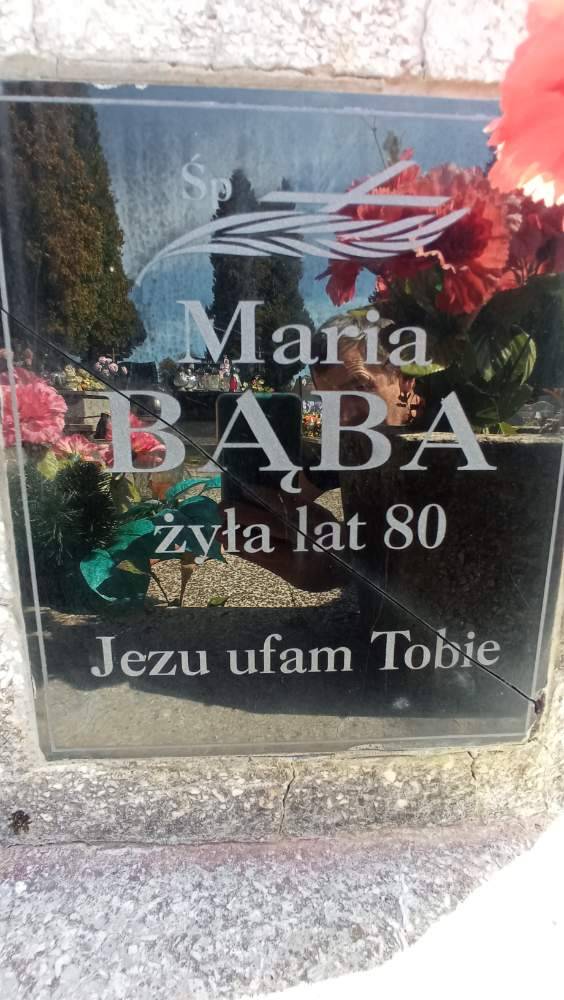 Śp
Maria
BĄBA
żyła lat 80
Jezu ufam Tobie